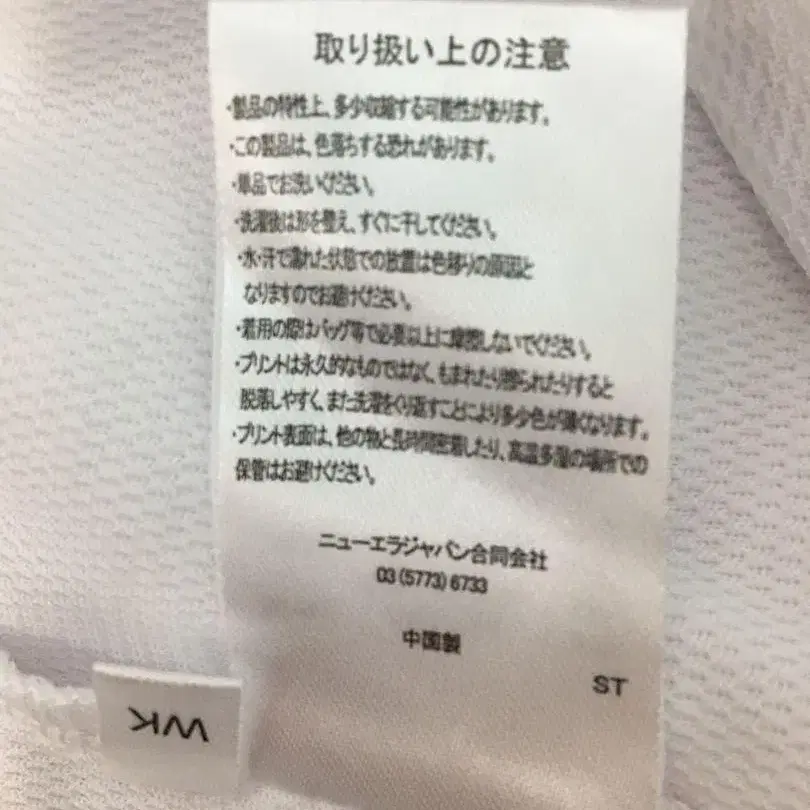 取り扱い上の注意
・製品の特性上、多少収縮する可能性があります。
・この製品は、色落ちする恐れがあります。
・単品でお洗いください。
・洗濯後は形を整え、すぐに干してください。
・水・汗で濡れた状態での放置は色移りの原因と
なりますのでお避けください。
・着用の際はバッグ等で必要以上に摩擦しないでください。
・プリントは永久的なものではなく、もまれたり擦られたりすると
脱落しやすく、また洗濯をくり返すことにより多少色が薄くなります。
・プリント表面は、他の物と長時間密着したり、高温多湿の場所での
保管はお避けください。
ニューエラジャパン合同会社
03(5773)6733
中国製
ST
WK